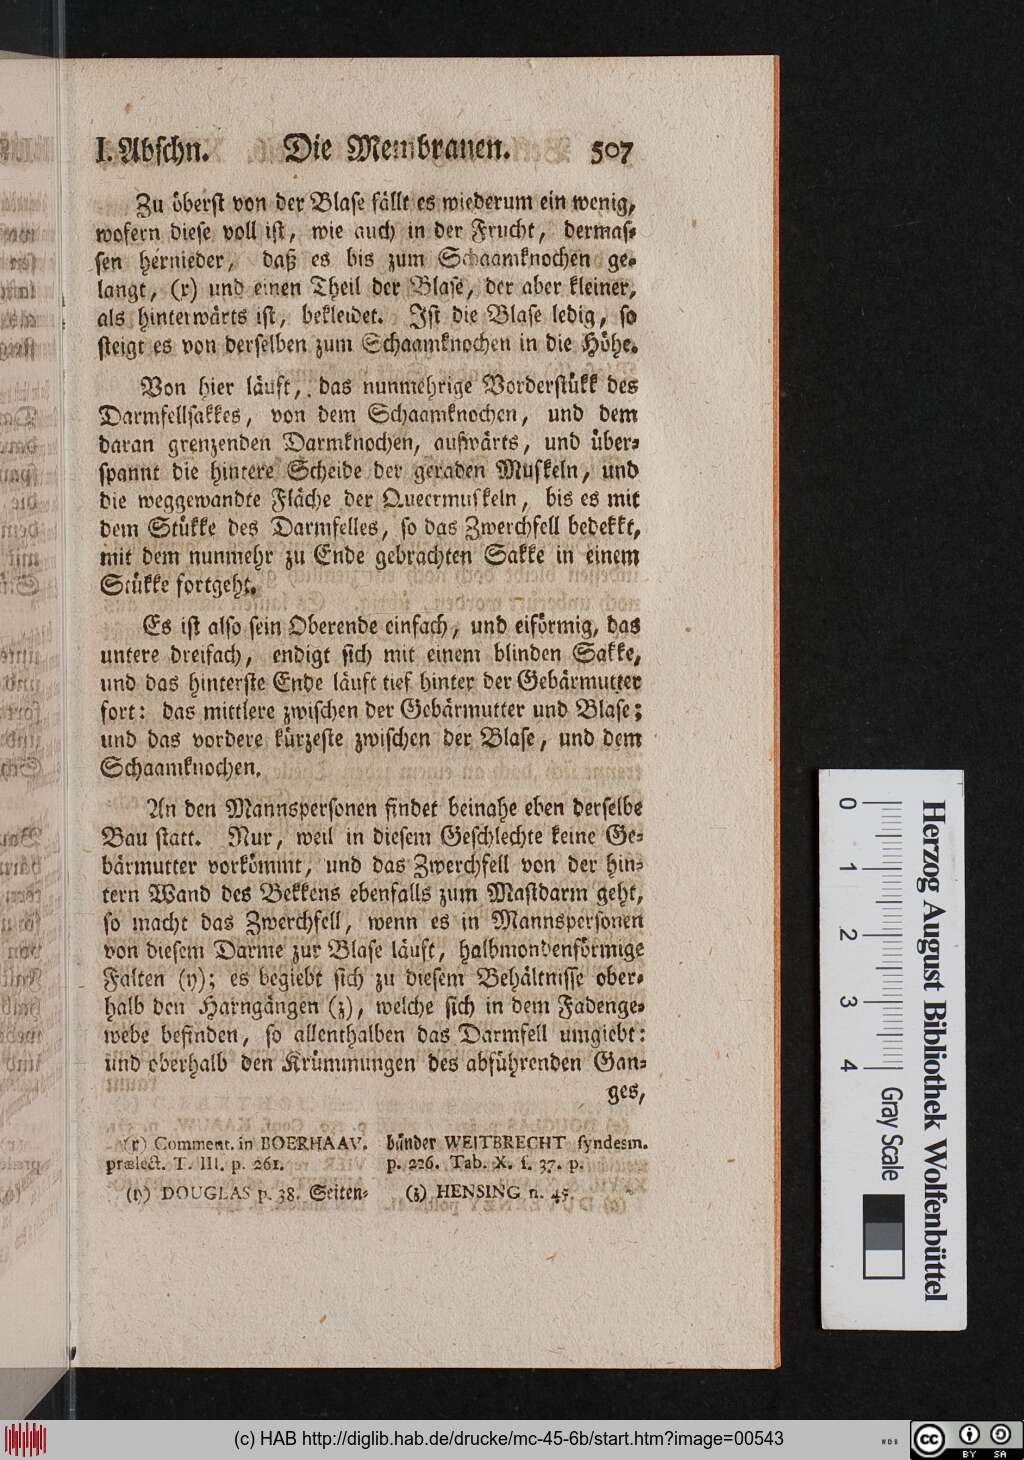 I. Abschn. Die Membranen. 507
Zu öberst von der Blase fällt es wiederum ein wenig,
wofern diese voll ist, wie auch in der Frucht, dermas-
sen hernieder, daß es bis zum Schaamknochen ge-
langt, (x) und einen Theil der Blase, der aber kleiner,
als hinterwärts ist, bekleidet. Ist die Blase ledig, so
steigt es von derselben zum Schaamknochen in die Höhe.
Von hier läuft, das nunmehrige Vorderstükk des
Darmfellsakkes, von dem Schaamknochen, und dem
daran grenzenden Darmknochen, aufwärts, und über-
spannt die hintere Scheide der geraden Muskeln, und
die weggewandte Fläche der Queermuskeln, bis es mit
dem Stükke des Darmfelles, so das Zwerchfell bedekkt,
mit dem nunmehr zu Ende gebrachten Sakke in einem
Stükke fortgeht.
Es ist also sein Oberende einfach, und eiförmig, das
untere dreifach, endigt sich mit einem blinden Sakke,
und das hinterste Ende läuft tief hinter der Gebärmutter
fort: das mittlere zwischen der Gebärmutter und Blase;
und das vordere kürzeste zwischen der Blase, und dem
Schaamknochen.
An den Mannspersonen findet beinahe eben derselbe
Bau statt. Nur, weil in diesem Geschlechte keine Ge-
bärmutter vorkömmt, und das Zwerchfell von der hin-
tern Wand des Bekkens ebenfalls zum Mastdarm geht,
so macht das Zwerchfell, wenn es in Mannspersonen
von diesem Darme zur Blase läuft, halbmondenförmige
Falten (y); es begiebt sich zu diesem Behältnisse ober-
halb den Harngängen (z), welche sich in dem Fadenge-
webe befinden, so allenthalben das Darmfell umgiebt:
und oberhalb den Krümmungen des abführenden Gan-
ges,
(x) Comment. in BOERHAAV.
prælect. T. III. p. 261.
(y) DOUGLAS p. 38. Seiten-
bänder WEITBRECHT syndesm.
p. 226. Tab. X. f. 37. p.
(z) HENSING n. 45.
Herzog August Bibliothek Wolfenbüttel
0 1 2 3 4 Gray Scale
(c) HAB http://diglib.hab.de/drucke/mc-45-6b/start.htm?image=00543
cc BY SA